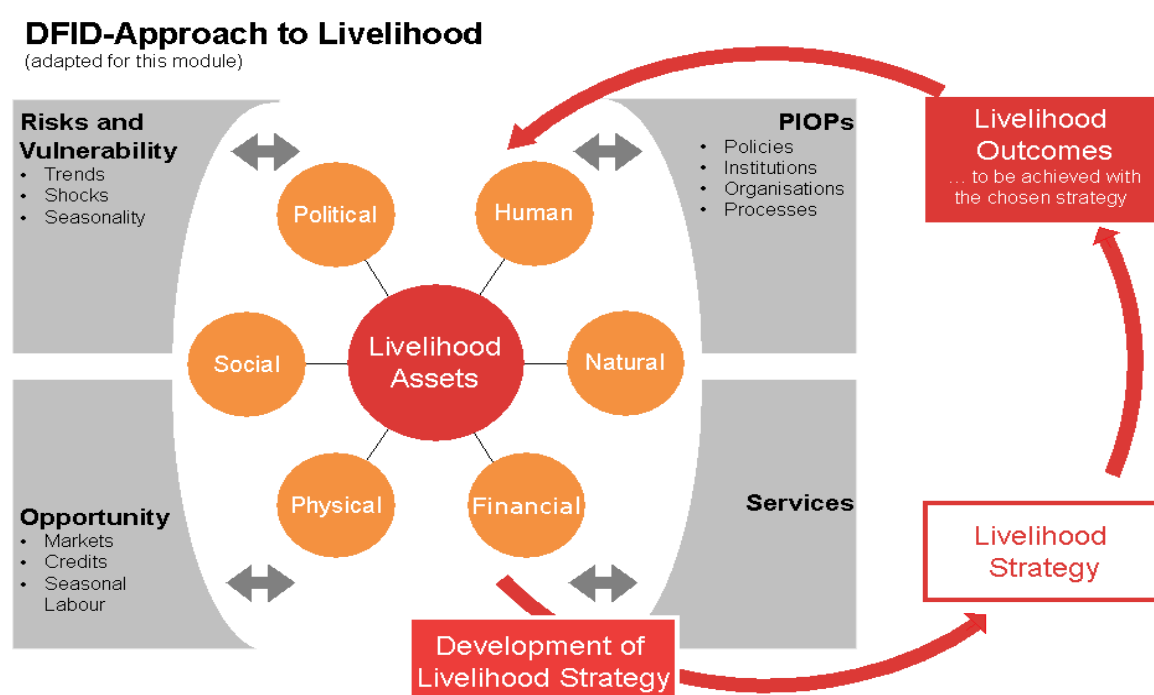 DFID-Approach to Livelihood
(adapted for this module)
Risks and
Vulnerability
• Trends
• Shocks
• Seasonality
PIOPs
• Policies
• Institutions
• Organisations
• Processes
Livelihood
Outcomes
... to be achieved with
the chosen strategy
Political
Human
Social
Livelihood
Assets
Natural
Physical
Financial
Opportunity
• Markets
• Credits
• Seasonal
Labour
Services
Livelihood
Strategy
Development of
Livelihood Strategy